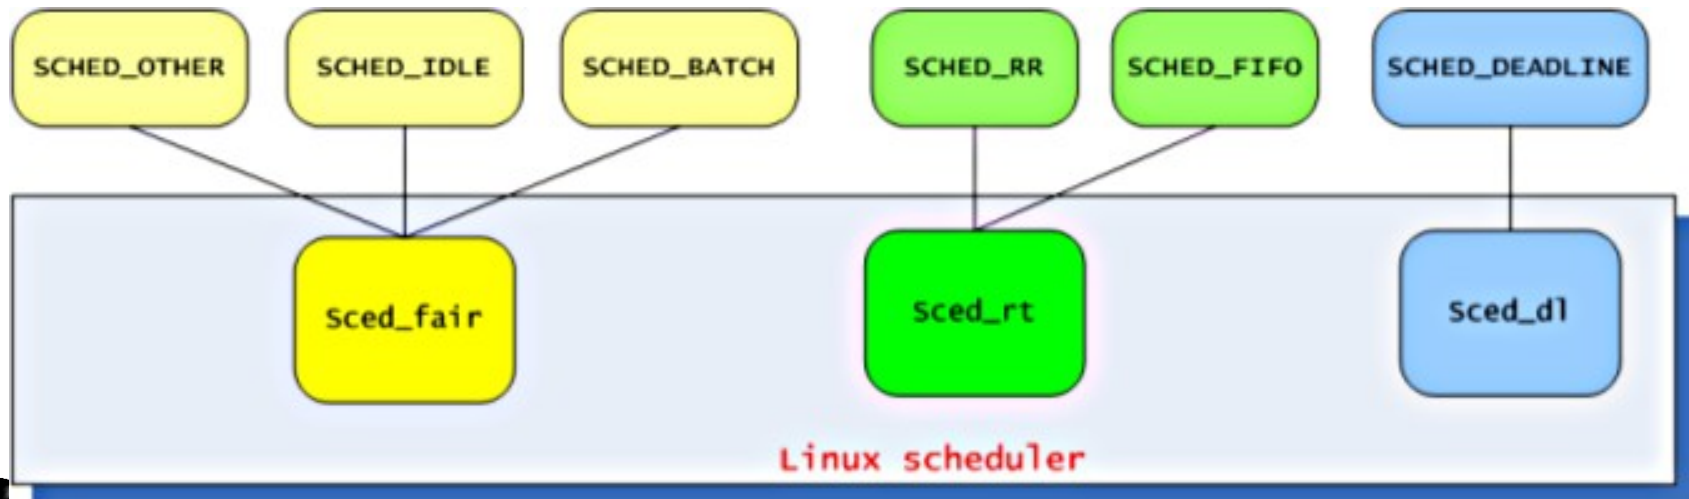 SCHED_OTHER
SCHED_IDLE
SCHED_BATCH
SCHED_RR
SCHED_FIFO
SCHED_DEADLINE
Sced_fair
Sced_rt
Sced_dl
Linux scheduler